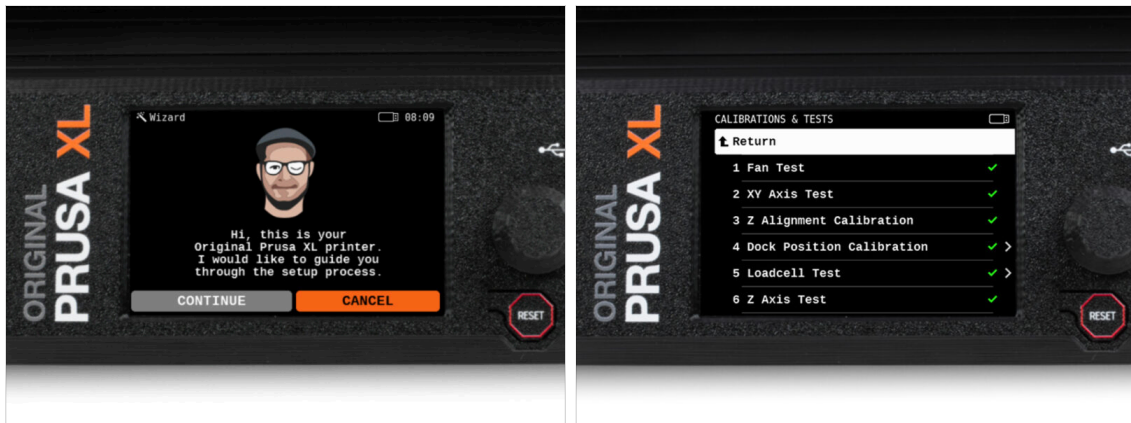 ORIGINAL
PRUSA XL
Wizard
08:09
Hi, this is your
Original Prusa XL printer.
I would like to guide you
through the setup process.
CONTINUE
CANCEL
RESET
ORIGINAL
PRUSA XL
CALIBRATIONS & TESTS
Return
1 Fan Test
2 XY Axis Test
3 Z Alignment Calibration
4 Dock Position Calibration
5 Loadcell Test
6 Z Axis Test
RESET